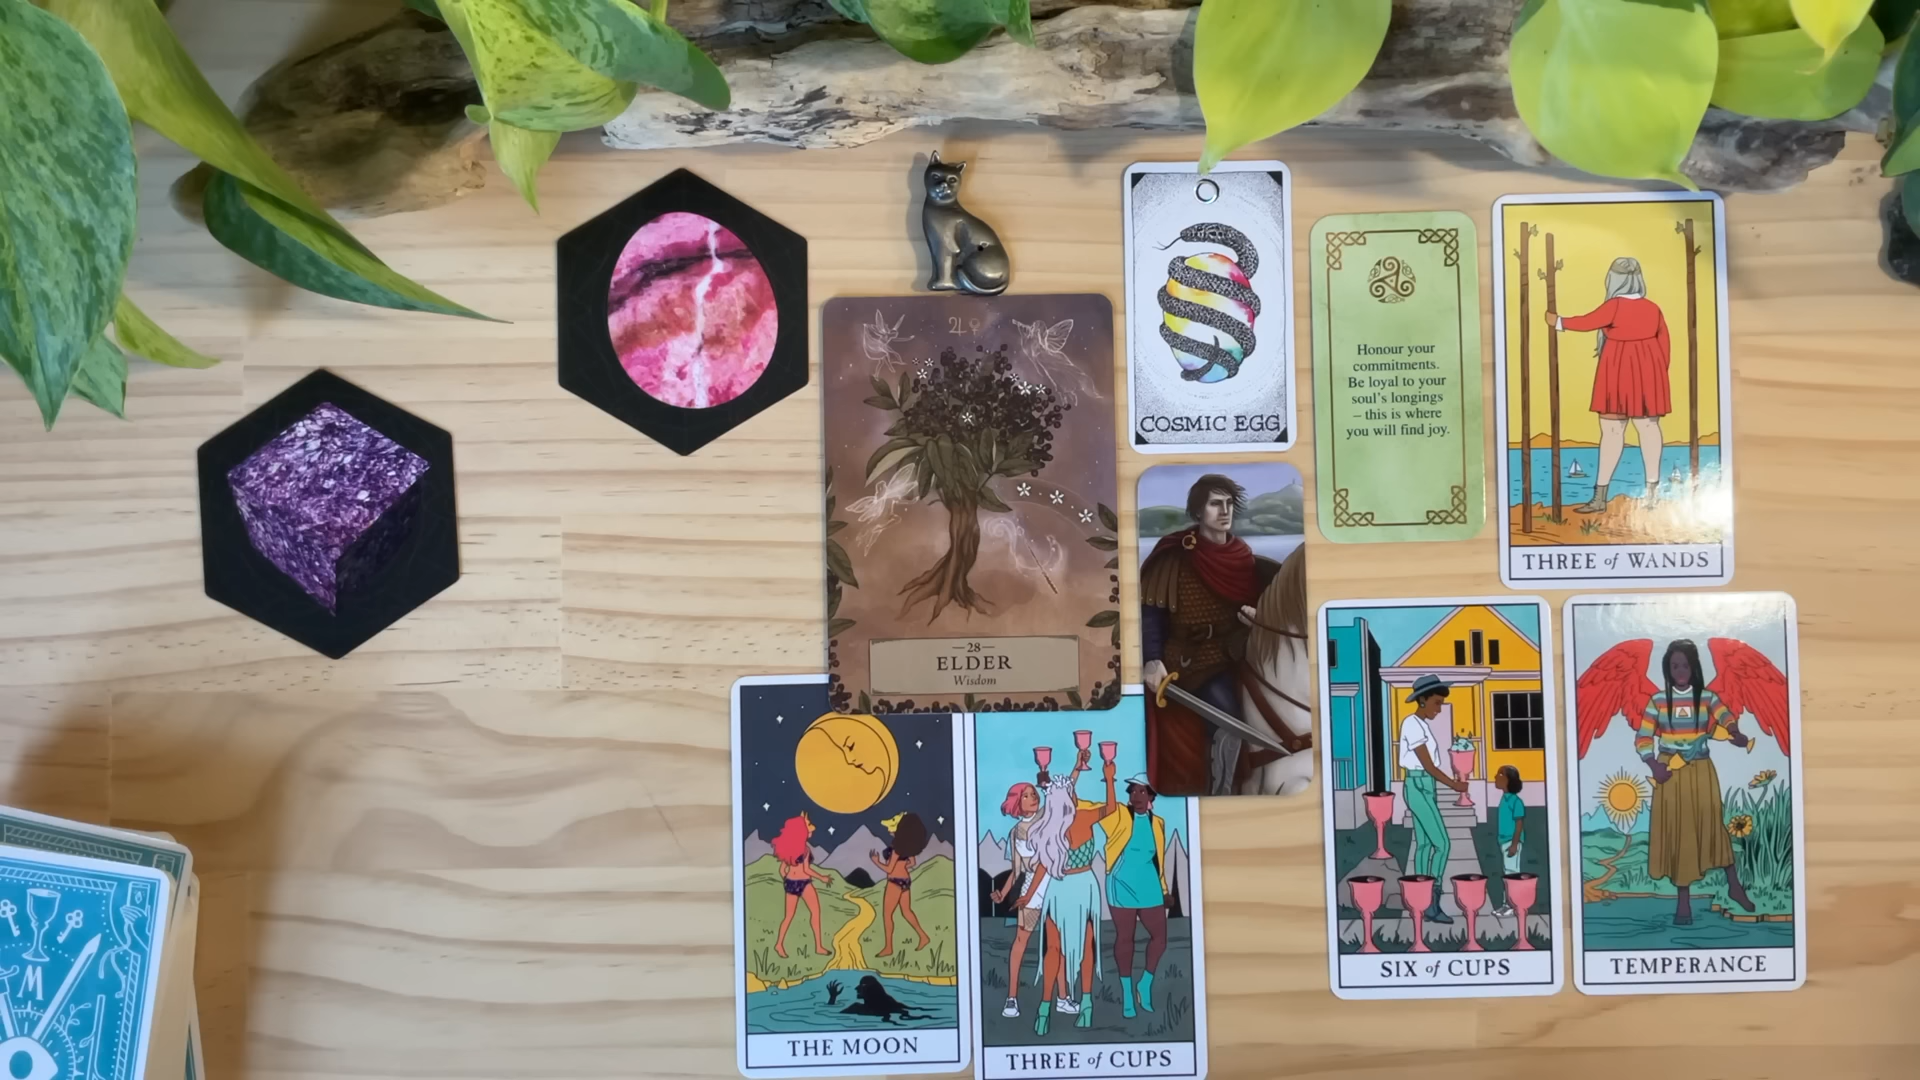 COSMIC EGG
Honour your
commitments.
Be loyal to your
soul's longings
– this is where
you will find joy.
THREE of WANDS
—28—
ELDER
Wisdom
THE MOON
THREE of CUPS
SIX of CUPS
TEMPERANCE
M